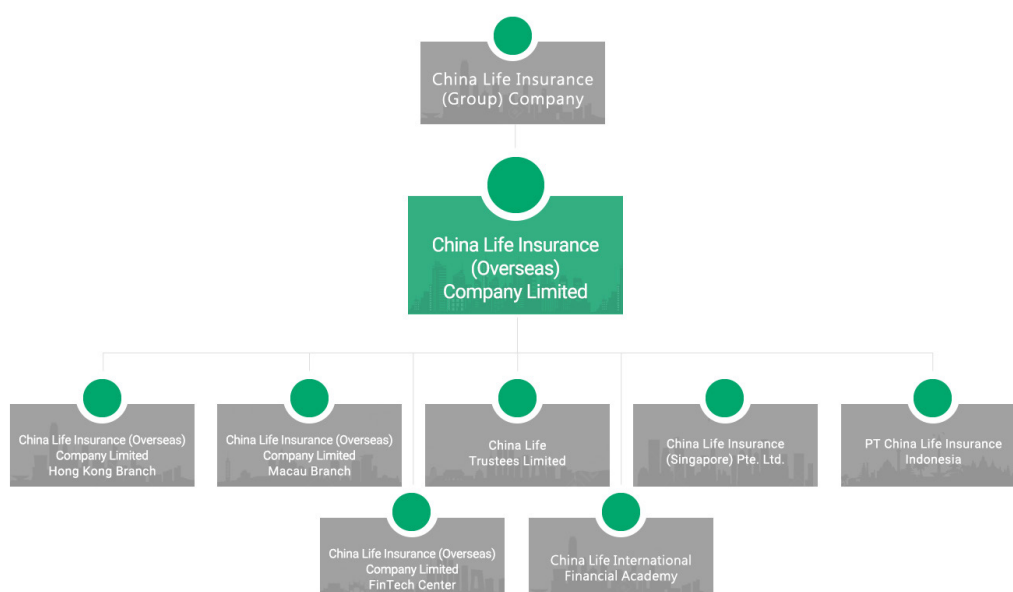 China Life Insurance
(Group) Company
China Life Insurance
(Overseas)
Company Limited
China Life Insurance (Overseas)
Company Limited
Hong Kong Branch
China Life Insurance (Overseas)
Company Limited
Macau Branch
China Life
Trustees Limited
China Life Insurance
(Singapore) Pte. Ltd.
PT China Life Insurance
Indonesia
China Life Insurance (Overseas)
Company Limited
FinTech Center
China Life International
Financial Academy